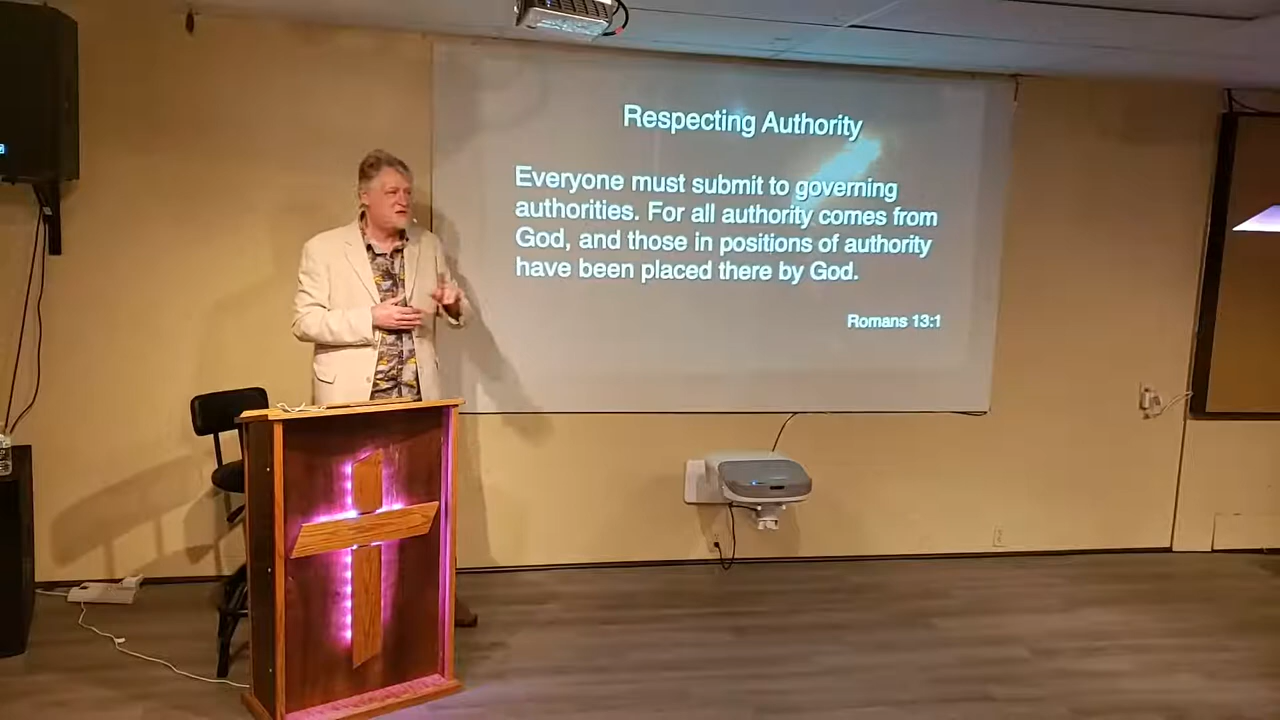 Respecting Authority
Everyone must submit to governing
authorities. For all authority comes from
God, and those in positions of authority
have been placed there by God.
Romans 13:1